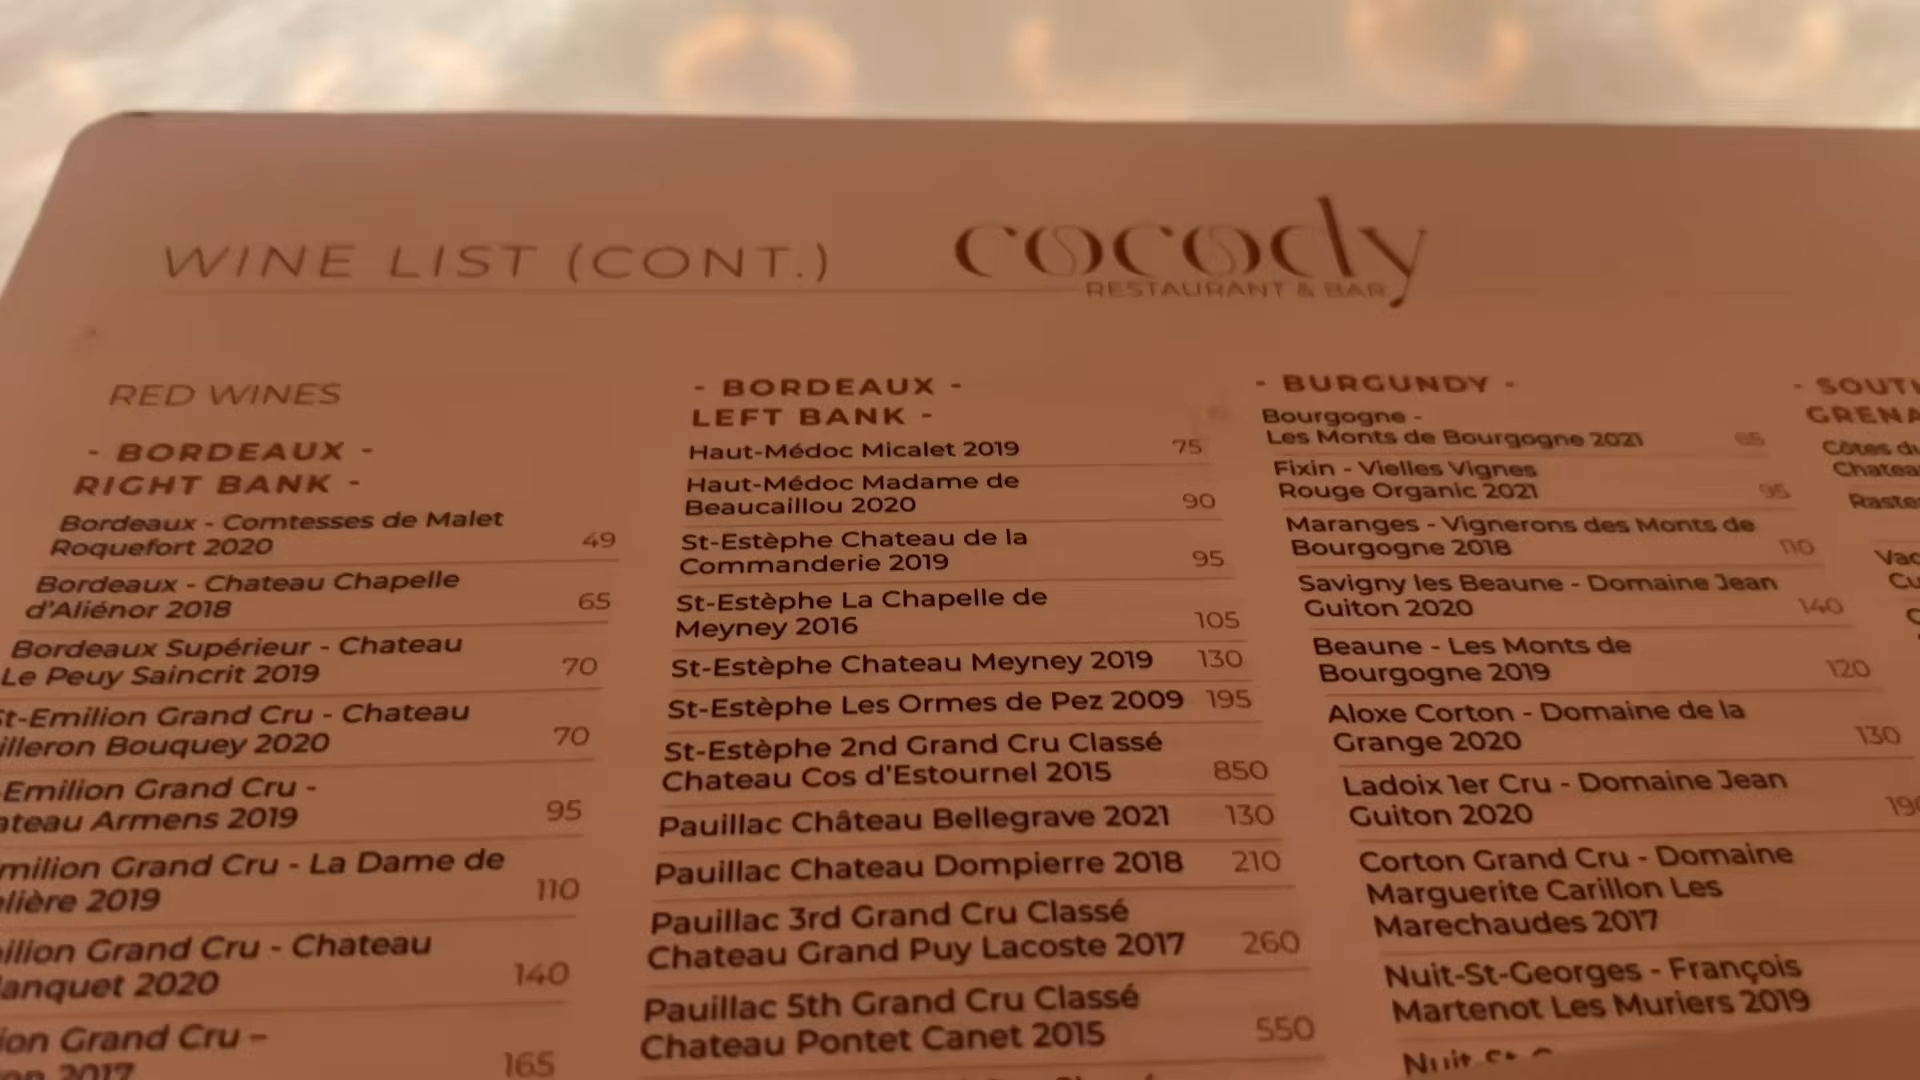 WINE LIST (CONT.)
cocody
RESTAURANT & BAR
RED WINES
- BORDEAUX -
RIGHT BANK -
Bordeaux - Comtesses de Malet
Roquefort 2020 49
Bordeaux - Chateau Chapelle
d'Aliénor 2018 65
Bordeaux Supérieur - Chateau
Le Peuy Saincrit 2019 70
St-Emilion Grand Cru - Chateau
Bouquey 2020 70
Emilion Grand Cru -
Armens 2019 95
Grand Cru - La Dame de
2019 110
Grand Cru - Chateau
2020 140
Grand Cru –
2017 165
- BORDEAUX -
LEFT BANK -
Haut-Médoc Micalet 2019 75
Haut-Médoc Madame de
Beaucaillou 2020 90
St-Estèphe Chateau de la
Commanderie 2019 95
St-Estèphe La Chapelle de
Meyney 2016 105
St-Estèphe Chateau Meyney 2019 130
St-Estèphe Les Ormes de Pez 2009 195
St-Estèphe 2nd Grand Cru Classé
Chateau Cos d'Estournel 2015 850
Pauillac Château Bellegrave 2021 130
Pauillac Chateau Dompierre 2018 210
Pauillac 3rd Grand Cru Classé
Chateau Grand Puy Lacoste 2017 260
Pauillac 5th Grand Cru Classé
Chateau Pontet Canet 2015 550
- BURGUNDY -
Bourgogne -
Les Monts de Bourgogne 2021 65
Fixin - Vielles Vignes
Rouge Organic 2021 95
Maranges - Vignerons des Monts de
Bourgogne 2018 110
Savigny les Beaune - Domaine Jean
Guiton 2020 140
Beaune - Les Monts de
Bourgogne 2019 120
Aloxe Corton - Domaine de la
Grange 2020 130
Ladoix 1er Cru - Domaine Jean
Guiton 2020
Corton Grand Cru - Domaine
Marguerite Carillon Les
Marechaudes 2017
Nuit-St-Georges - François
Martenot Les Muriers 2019
- SOUTH
GRENA
Côtes du